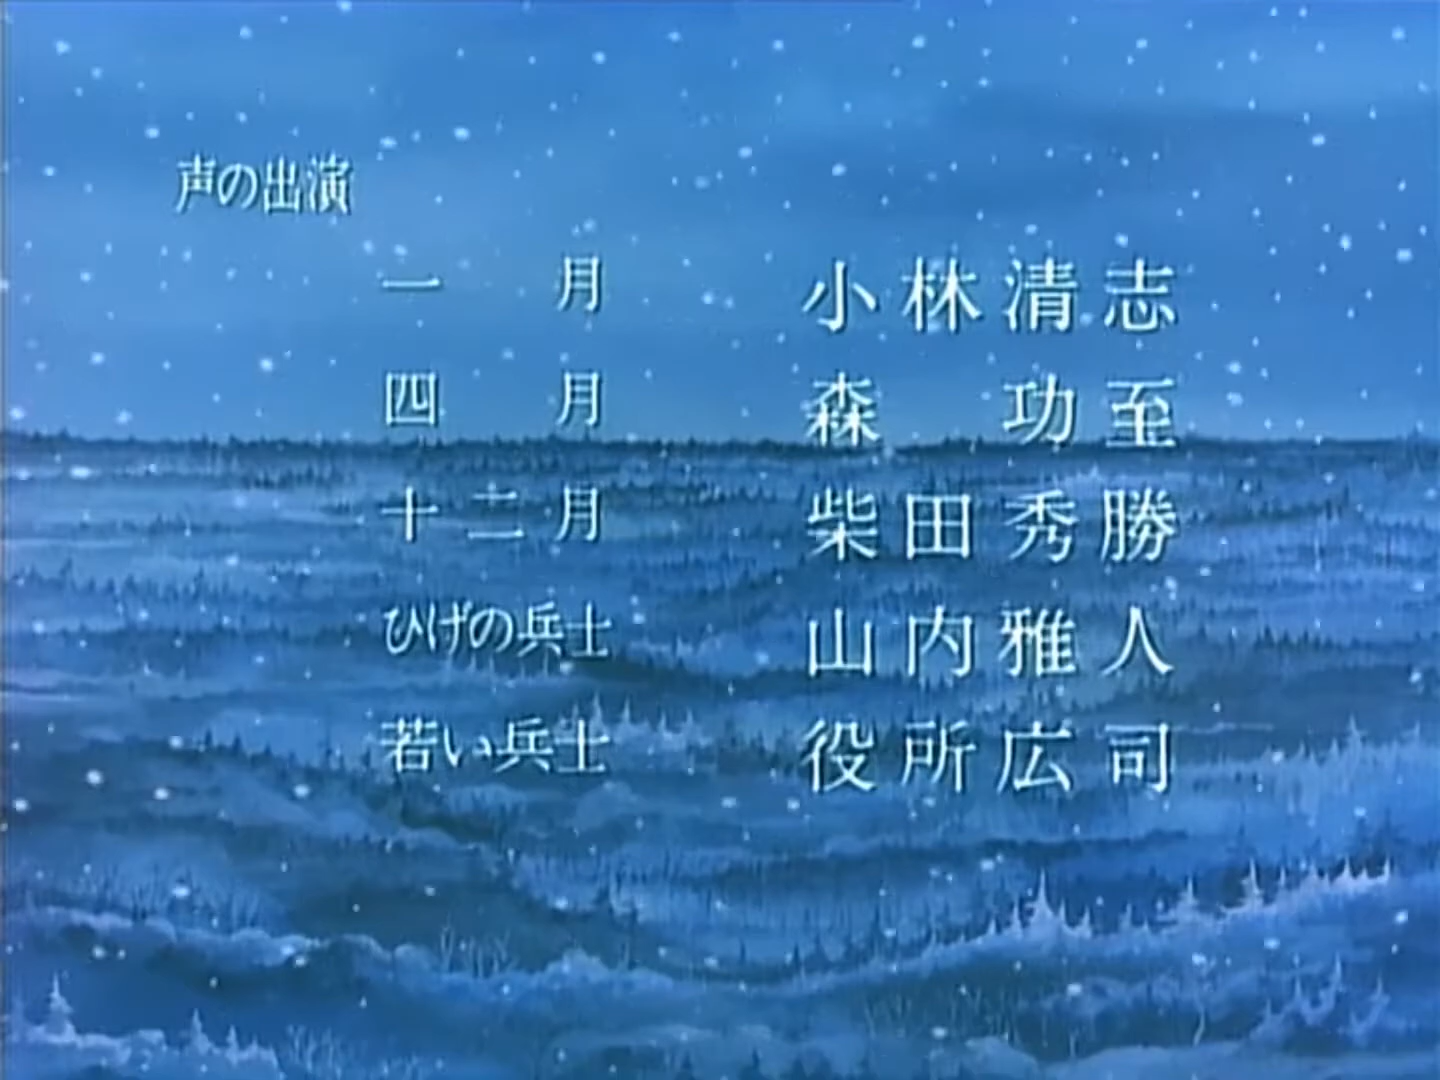 声の出演
一月 小林清志
四月 森功至
十二月 柴田秀勝
ひげの兵士 山内雅人
若い兵士 役所広司